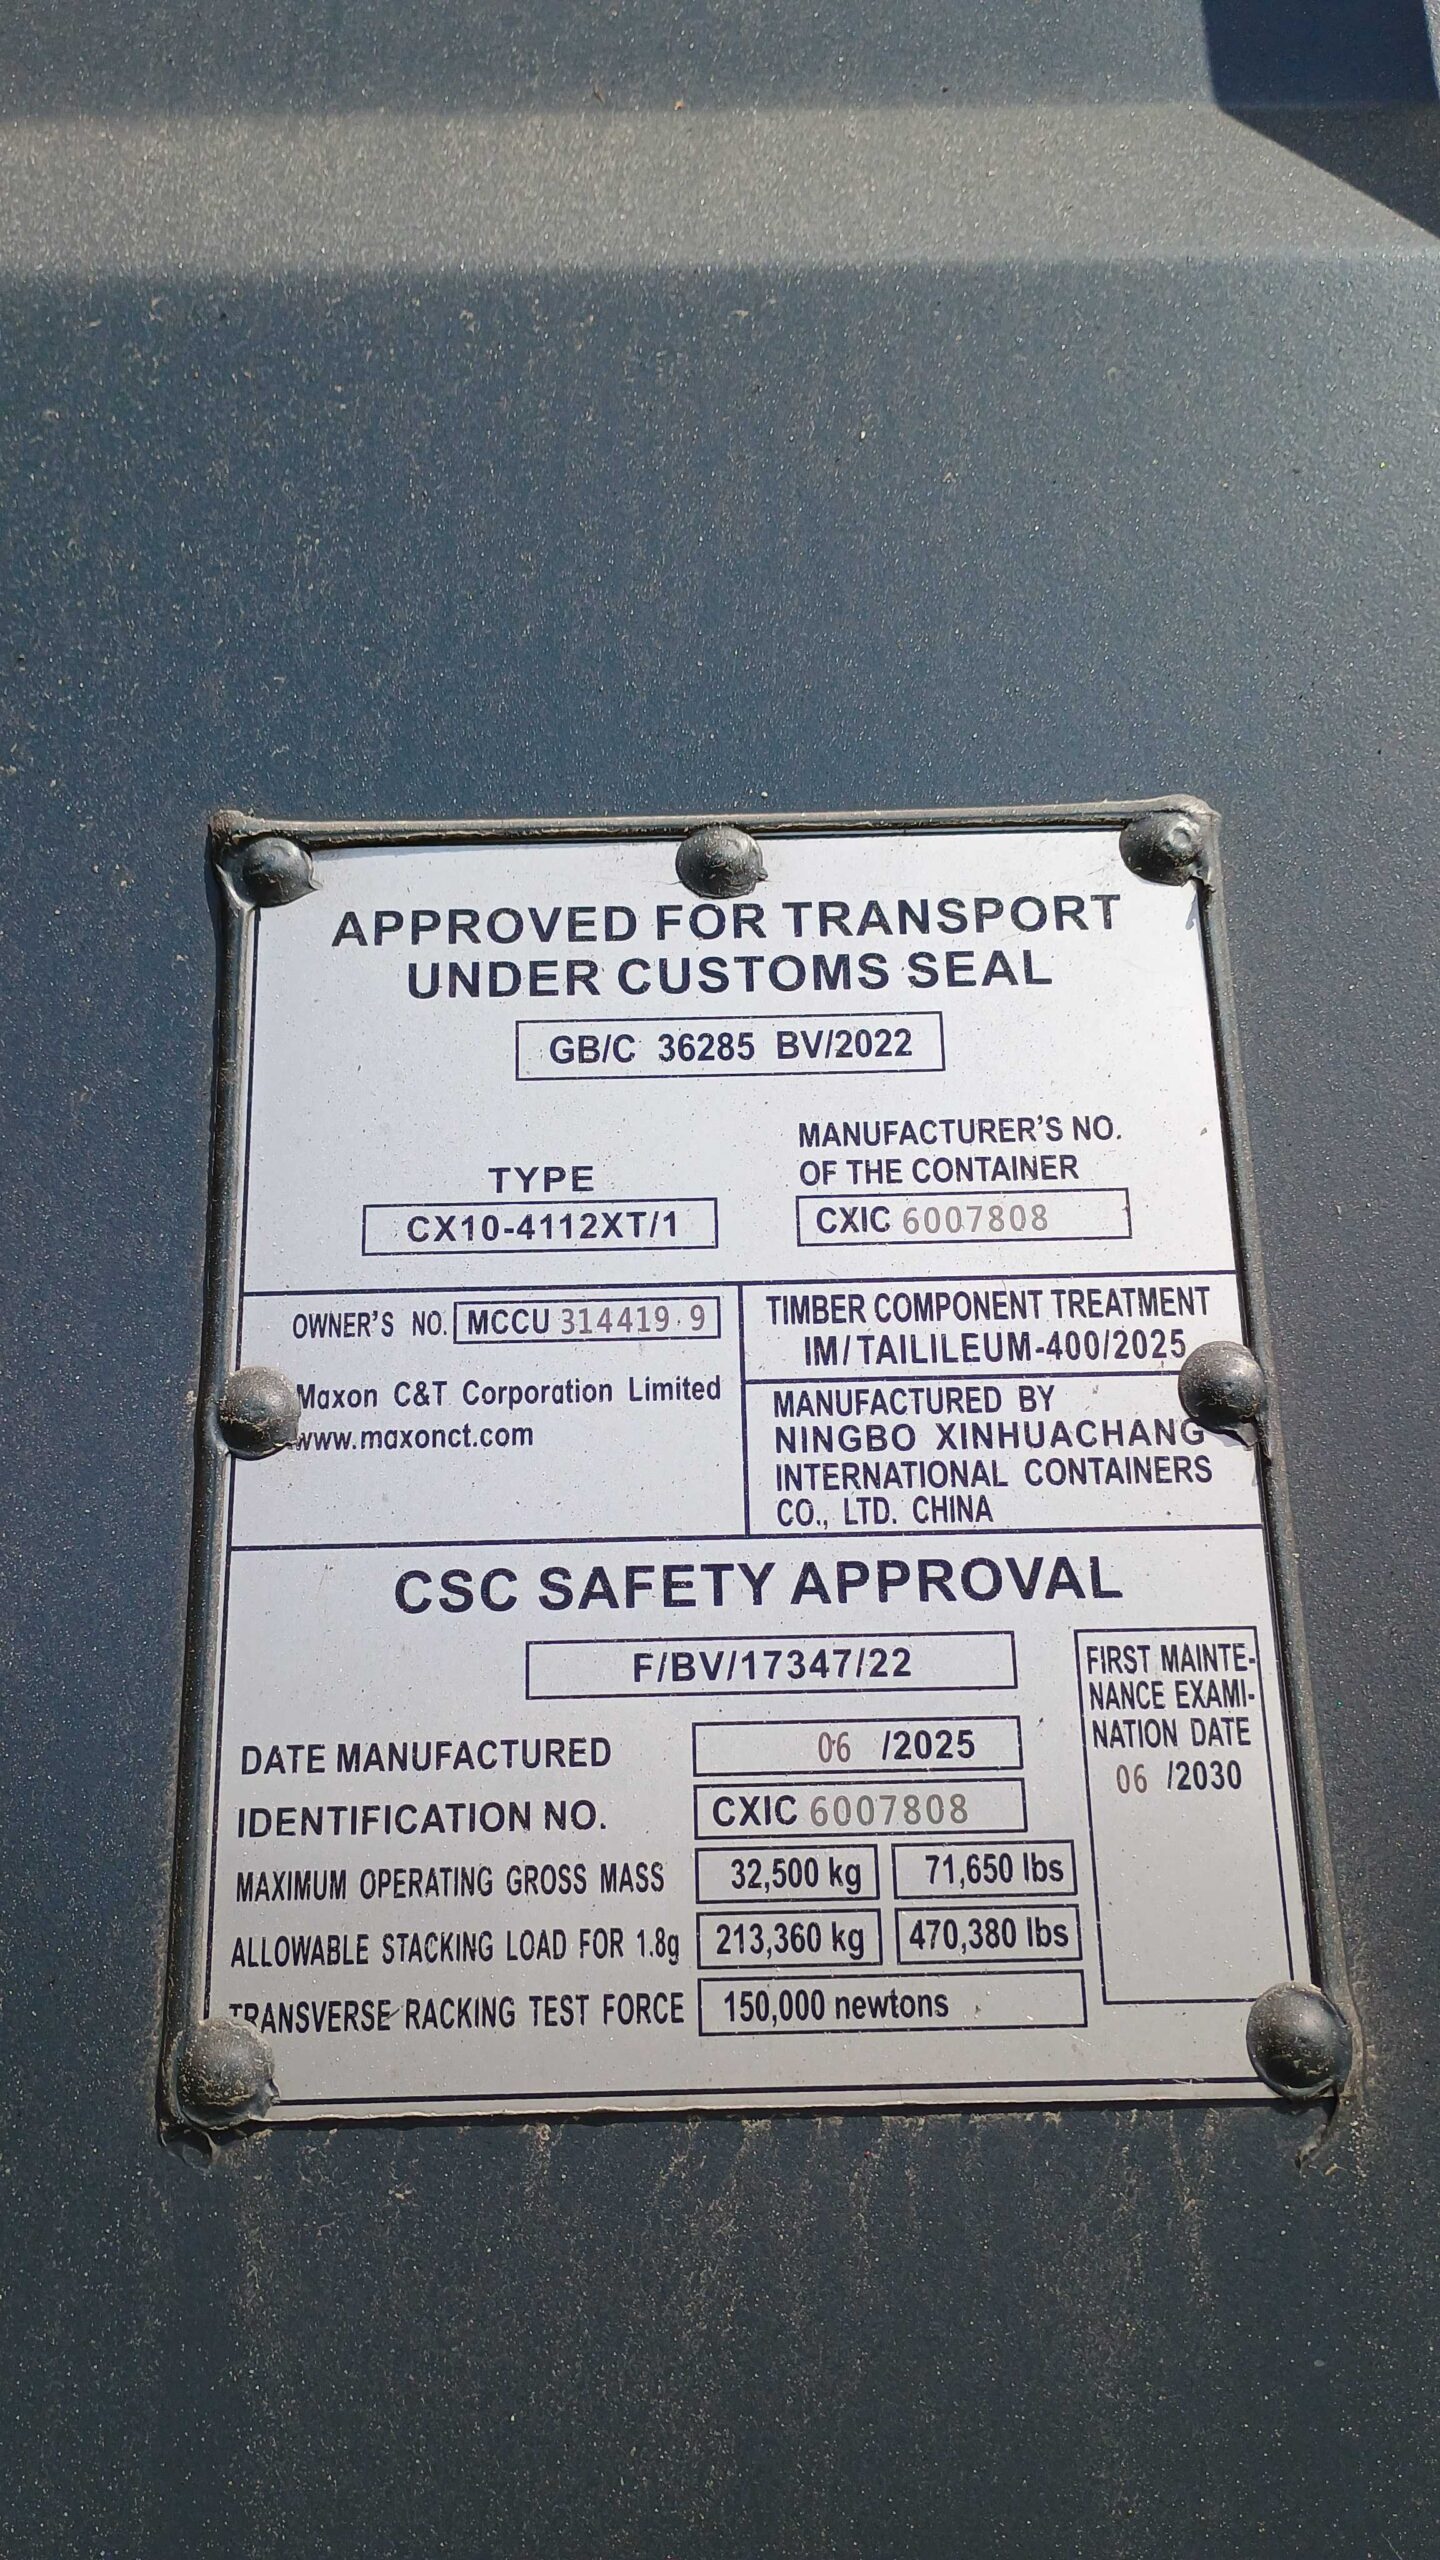 APPROVED FOR TRANSPORT
UNDER CUSTOMS SEAL
GB/C 36285 BV/2022
TYPE
CX10-4112XT/1
MANUFACTURER'S NO.
OF THE CONTAINER
CXIC 6007808
OWNER'S NO. MCCU 314419·9
Maxon C&T Corporation Limited
www.maxonct.com
TIMBER COMPONENT TREATMENT
IM/TAILILEUM-400/2025
MANUFACTURED BY
NINGBO XINHUACHANG
INTERNATIONAL CONTAINERS
CO., LTD. CHINA
CSC SAFETY APPROVAL
F/BV/17347/22
DATE MANUFACTURED 06 /2025
IDENTIFICATION NO. CXIC 6007808
MAXIMUM OPERATING GROSS MASS 32,500 kg 71,650 lbs
ALLOWABLE STACKING LOAD FOR 1.8g 213,360 kg 470,380 lbs
TRANSVERSE RACKING TEST FORCE 150,000 newtons
FIRST MAINTE-
NANCE EXAMI-
NATION DATE
06 /2030